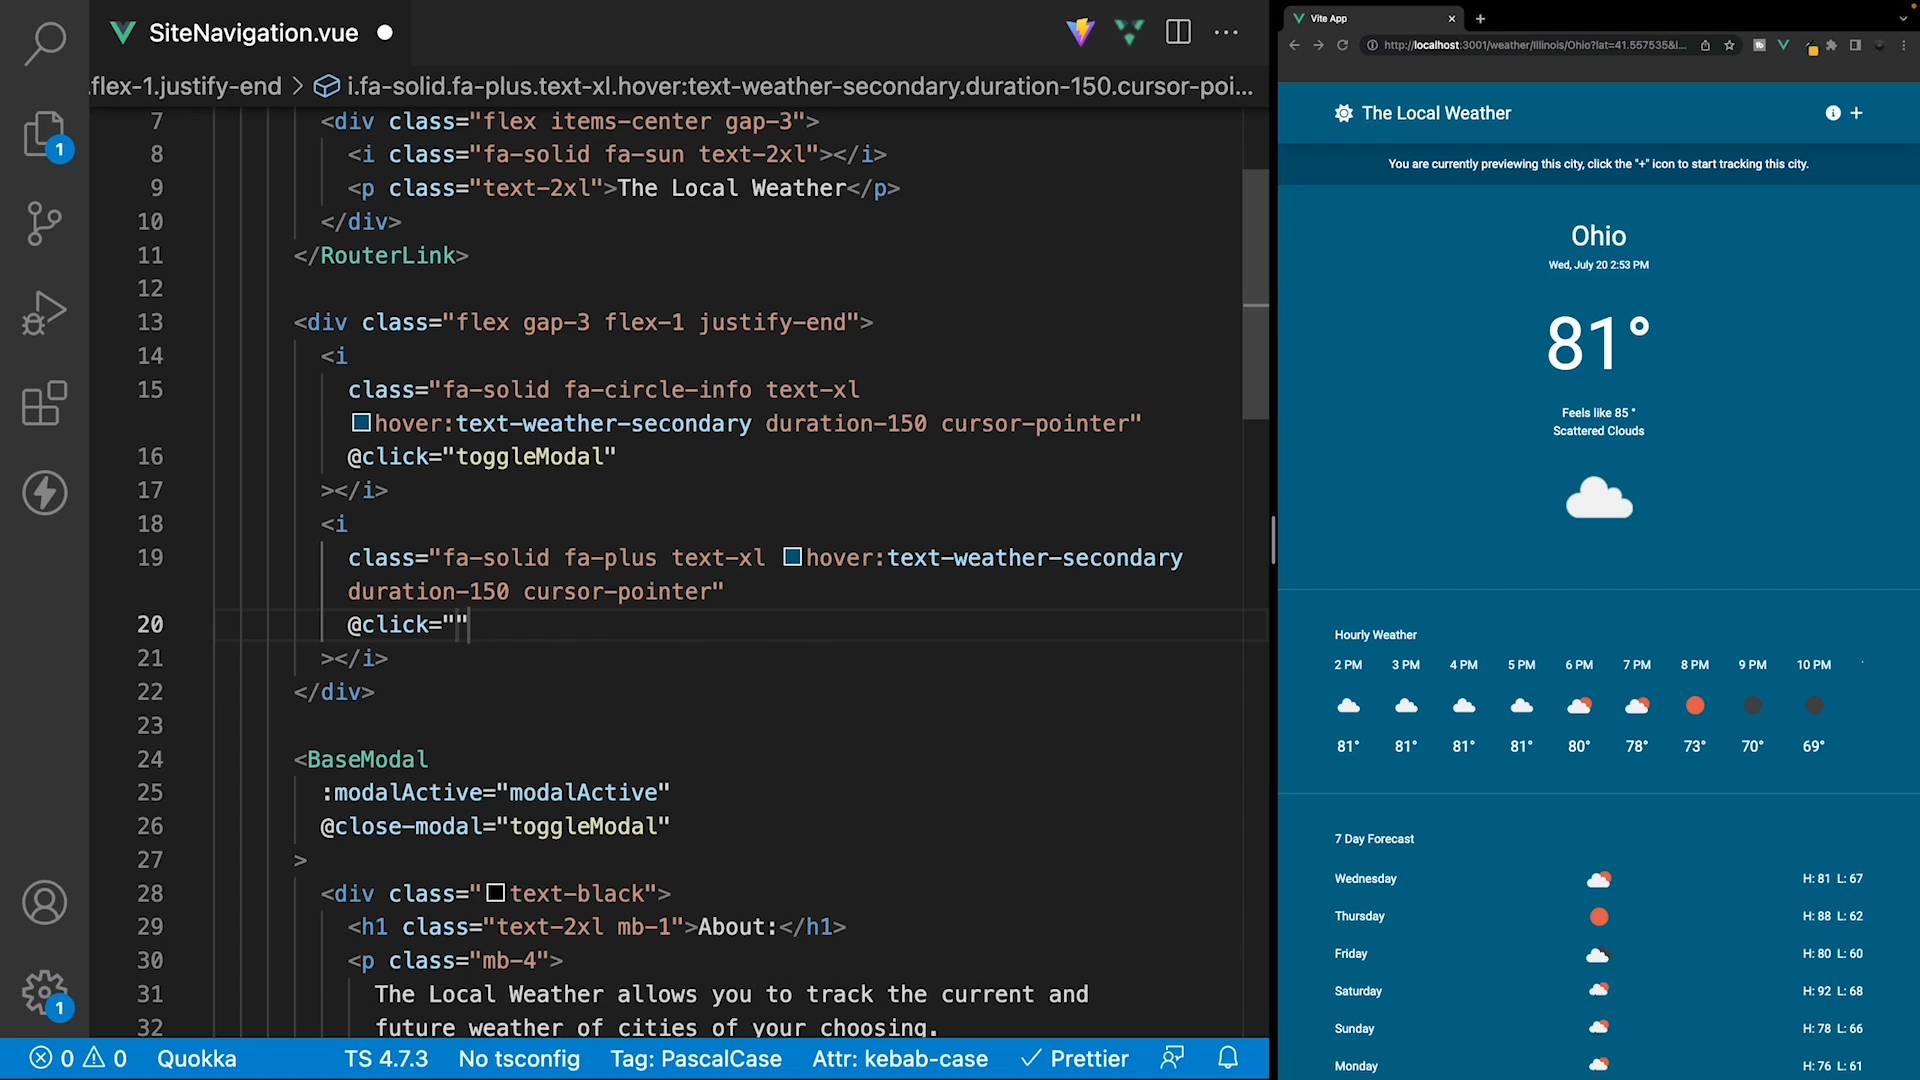 SiteNavigation.vue
.flex-1.justify-end > i.fa-solid.fa-plus.text-xl.hover:text-weather-secondary.duration-150.cursor-poi...
7 <div class="flex items-center gap-3">
8 <i class="fa-solid fa-sun text-2xl"></i>
9 <p class="text-2xl">The Local Weather</p>
10 </div>
11 </RouterLink>
12
13 <div class="flex gap-3 flex-1 justify-end">
14 <i
15 class="fa-solid fa-circle-info text-xl
hover:text-weather-secondary duration-150 cursor-pointer"
16 @click="toggleModal"
17 ></i>
18 <i
19 class="fa-solid fa-plus text-xl hover:text-weather-secondary
duration-150 cursor-pointer"
20 @click=""
21 ></i>
22 </div>
23
24 <BaseModal
25 :modalActive="modalActive"
26 @close-modal="toggleModal"
27 >
28 <div class="text-black">
29 <h1 class="text-2xl mb-1">About:</h1>
30 <p class="mb-4">
31 The Local Weather allows you to track the current and
32 future weather of cities of your choosing.
1
1
0 0 Quokka TS 4.7.3 No tsconfig Tag: PascalCase Attr: kebab-case Prettier
Vite App
http://localhost:3001/weather/Illinois/Ohio?lat=41.557535&l...
The Local Weather
You are currently previewing this city, click the "+" icon to start tracking this city.
Ohio
Wed, July 20 2:53 PM
81°
Feels like 85 °
Scattered Clouds
Hourly Weather
2 PM 3 PM 4 PM 5 PM 6 PM 7 PM 8 PM 9 PM 10 PM
81° 81° 81° 81° 80° 78° 73° 70° 69°
7 Day Forecast
Wednesday H: 81 L: 67
Thursday H: 88 L: 62
Friday H: 80 L: 60
Saturday H: 92 L: 68
Sunday H: 78 L: 66
Monday H: 76 L: 61